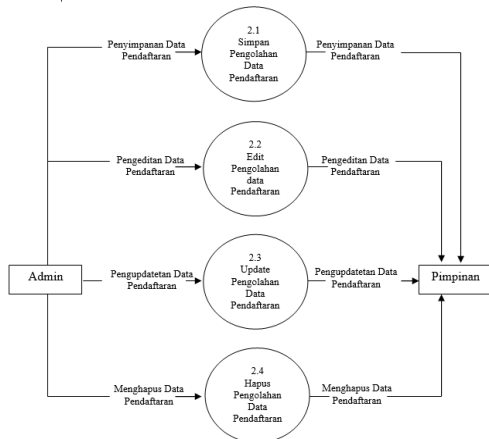 2.1
Simpan
Pengolahan
Data
Pendaftaran
Penyimpanan Data
Pendaftaran
Penyimpanan Data
Pendaftaran
2.2
Edit
Pengolahan
data
Pendaftaran
Pengeditan Data
Pendaftaran
Pengeditan Data
Pendaftaran
Admin
Pengupdatetan Data
Pendaftaran
2.3
Update
Pengolahan
Data
Pendaftaran
Pengupdatetan Data
Pendaftaran
Pimpinan
Menghapus Data
Pendaftaran
2.4
Hapus
Pengolahan
Data
Pendaftaran
Menghapus Data
Pendaftaran